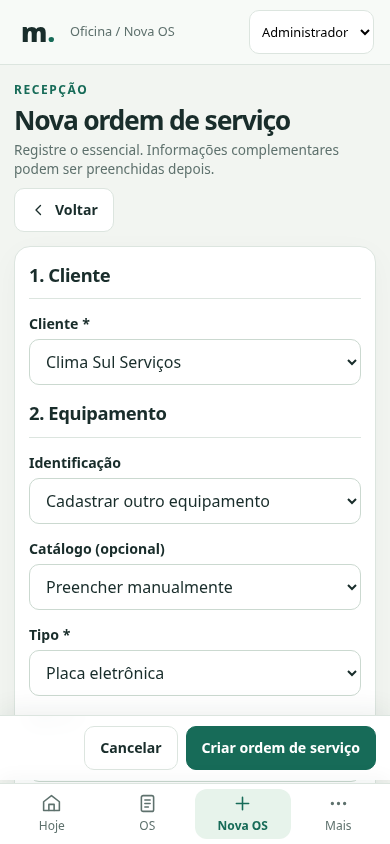 m.
Oficina / Nova OS
Administrador
RECEPÇÃO
Nova ordem de serviço
Registre o essencial. Informações complementares
podem ser preenchidas depois.
Voltar
1. Cliente
Cliente *
Clima Sul Serviços
2. Equipamento
Identificação
Cadastrar outro equipamento
Catálogo (opcional)
Preencher manualmente
Tipo *
Placa eletrônica
Cancelar
Criar ordem de serviço
Hoje
OS
Nova OS
Mais